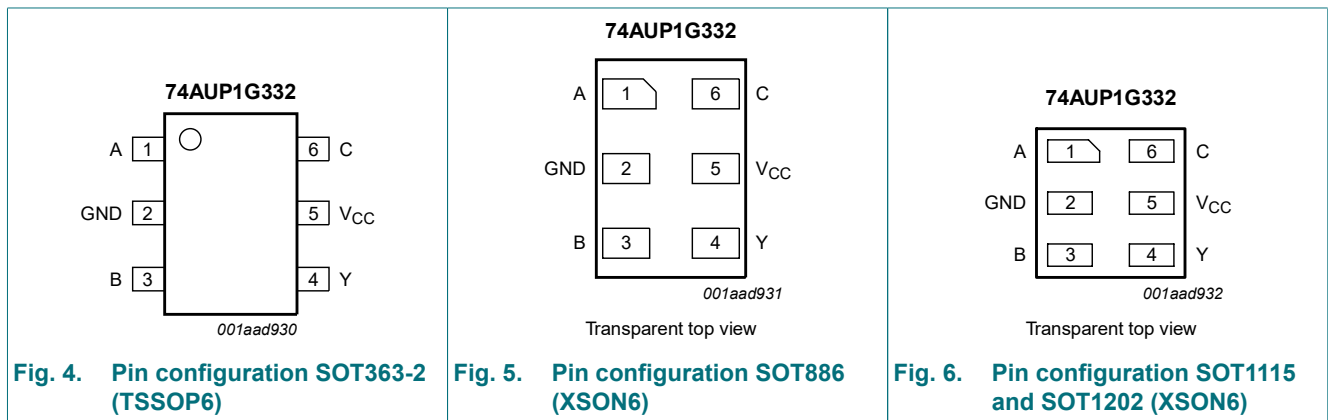 74AUP1G332
A 1 6 C
GND 2 5 VCC
B 3 4 Y
001aad930
Fig. 4. Pin configuration SOT363-2
(TSSOP6)
74AUP1G332
A 1 6 C
GND 2 5 VCC
B 3 4 Y
001aad931
Transparent top view
Fig. 5. Pin configuration SOT886
(XSON6)
74AUP1G332
A 1 6 C
GND 2 5 VCC
B 3 4 Y
001aad932
Transparent top view
Fig. 6. Pin configuration SOT1115
and SOT1202 (XSON6)